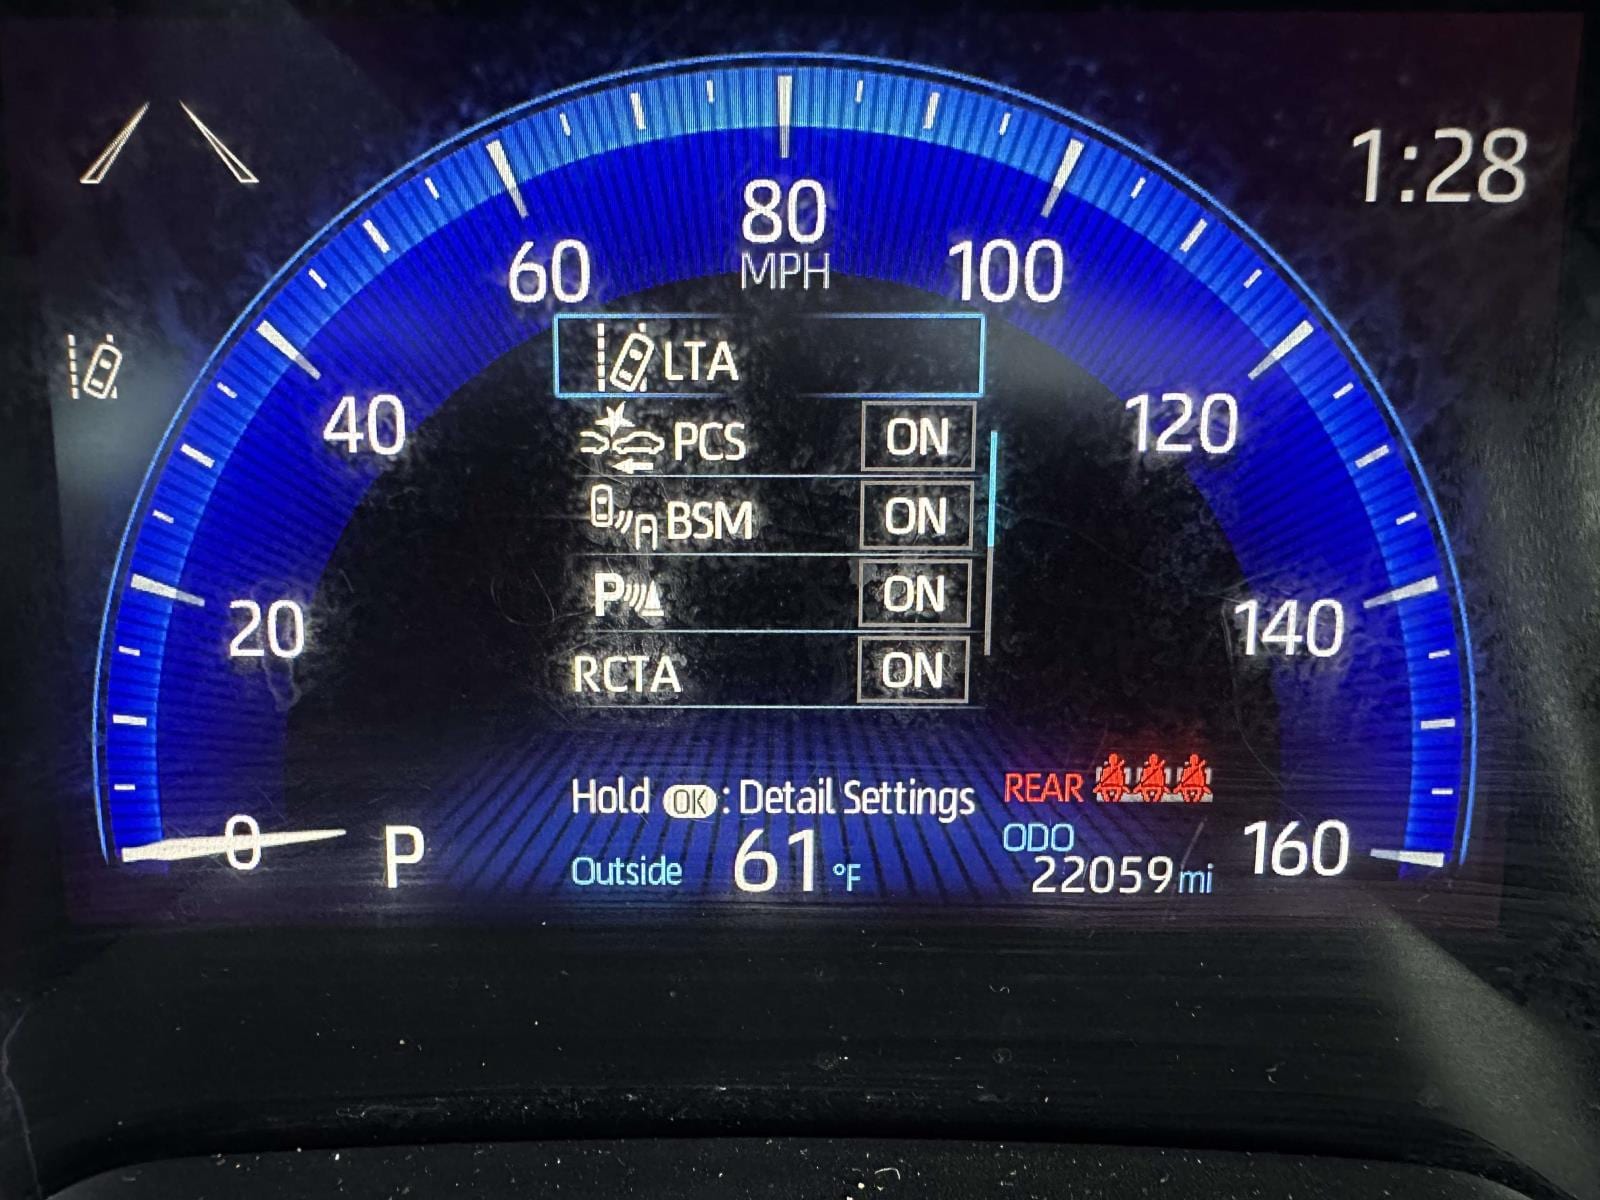 1:28
80
MPH
60
100
LTA
40
120
PCS ON
BSM ON
P ON
20
140
RCTA ON
Hold OK : Detail Settings
REAR
ODO
0
P
Outside 61 °F
22059 mi
160